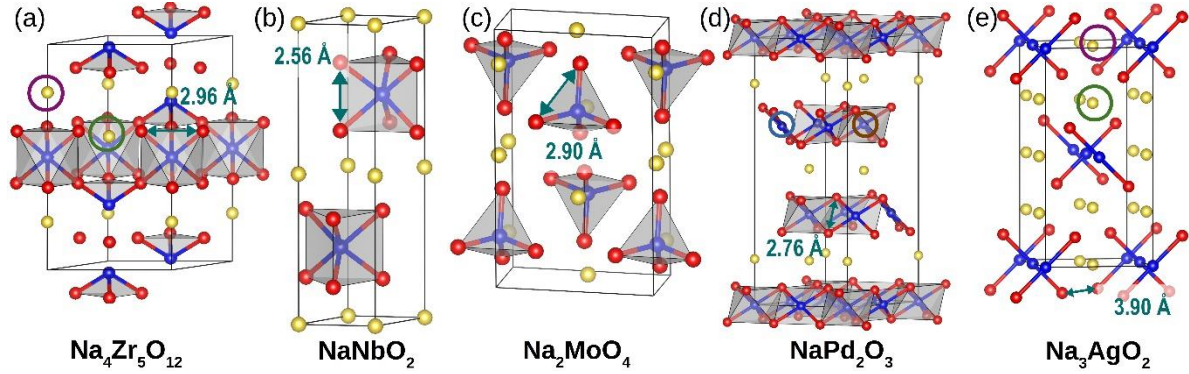 (a)
(b)
(c)
(d)
(e)
2.96 Å
2.56 Å
2.90 Å
2.76 Å
3.90 Å
Na₄Zr₅O₁₂
NaNbO₂
Na₂MoO₄
NaPd₂O₃
Na₃AgO₂